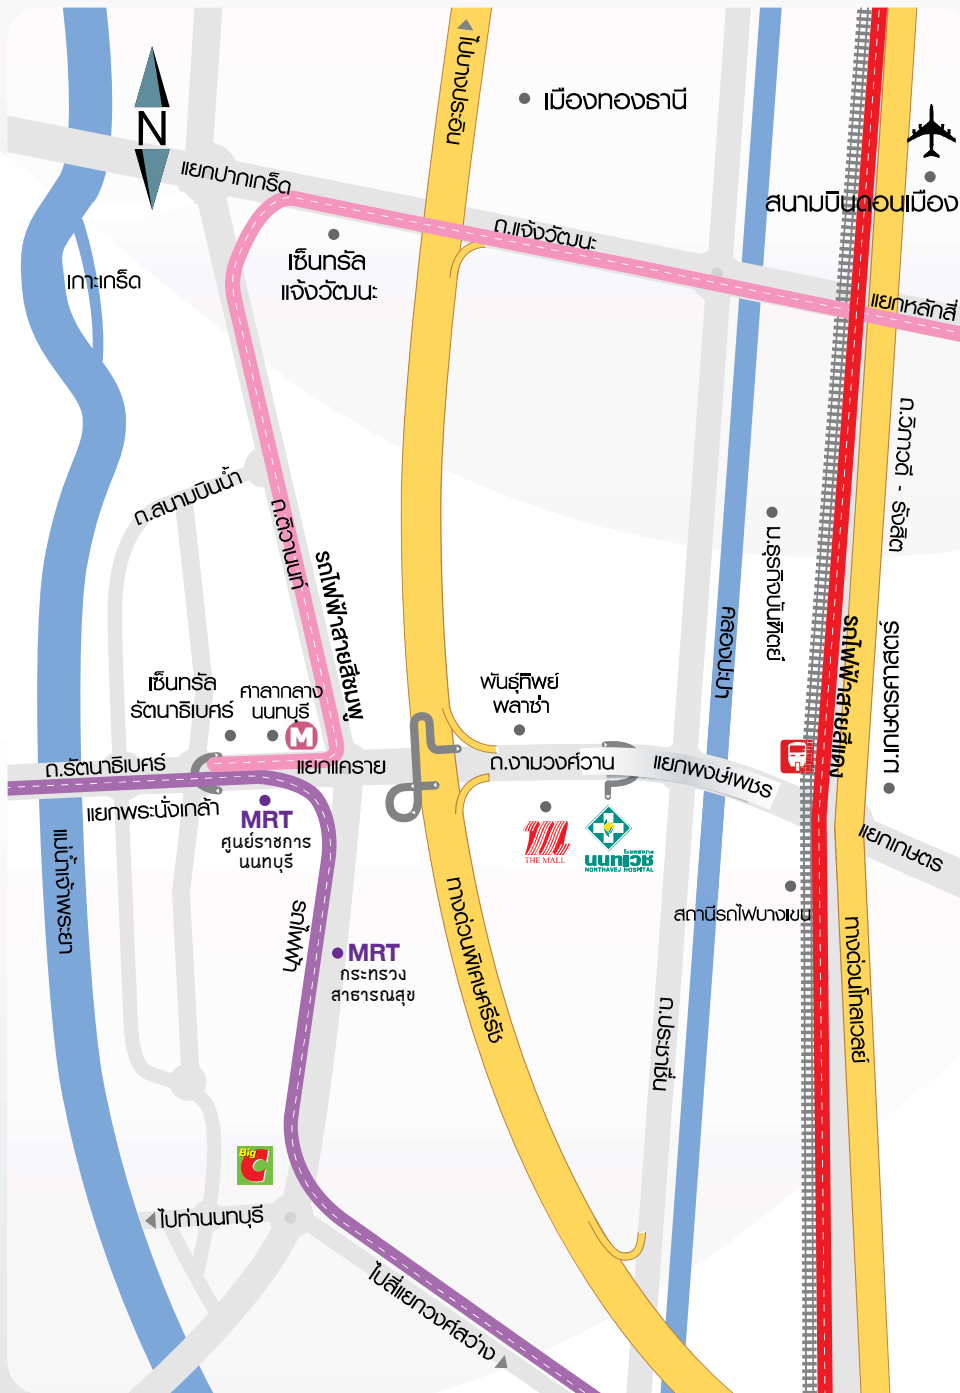 ไปบางปะอิน
เมืองทองธานี
N
แยกปากเกร็ด
สนามบินดอนเมือง
ถ.แจ้งวัฒนะ
เซ็นทรัล
แจ้งวัฒนะ
เกาะเกร็ด
แยกหลักสี่
ถ.วิภาวดี - รังสิต
ถ.สนามบินน้ำ
ถ.ติวานนท์
รถไฟฟ้าสายสีชมพู
ม.ธุรกิจบัณฑิตย์
คลองประปา
รถไฟฟ้าสายสีแดง
ม.เกษตรศาสตร์
เซ็นทรัล
รัตนาธิเบศร์
ศาลากลาง
นนทบุรี
M
พันธุ์ทิพย์
พลาซ่า
ถ.รัตนาธิเบศร์
แยกแคราย
ถ.งามวงศ์วาน
แยกพงษ์เพชร
แยกพระนั่งเกล้า
MRT
ศูนย์ราชการ
นนทบุรี
THE MALL
โรงพยาบาล
นนทเวช
NONTHAVEJ HOSPITAL
แยกเกษตร
แม่น้ำเจ้าพระยา
รถไฟฟ้า
MRT
กระทรวง
สาธารณสุข
ทางด่วนพิเศษศรีรัช
สถานีรถไฟบางเขน
ทางด่วนโทลเวลย์
ถ.ประชาชื่น
Big
C
ไปท่านนทบุรี
ไปสี่แยกวงศ์สว่าง